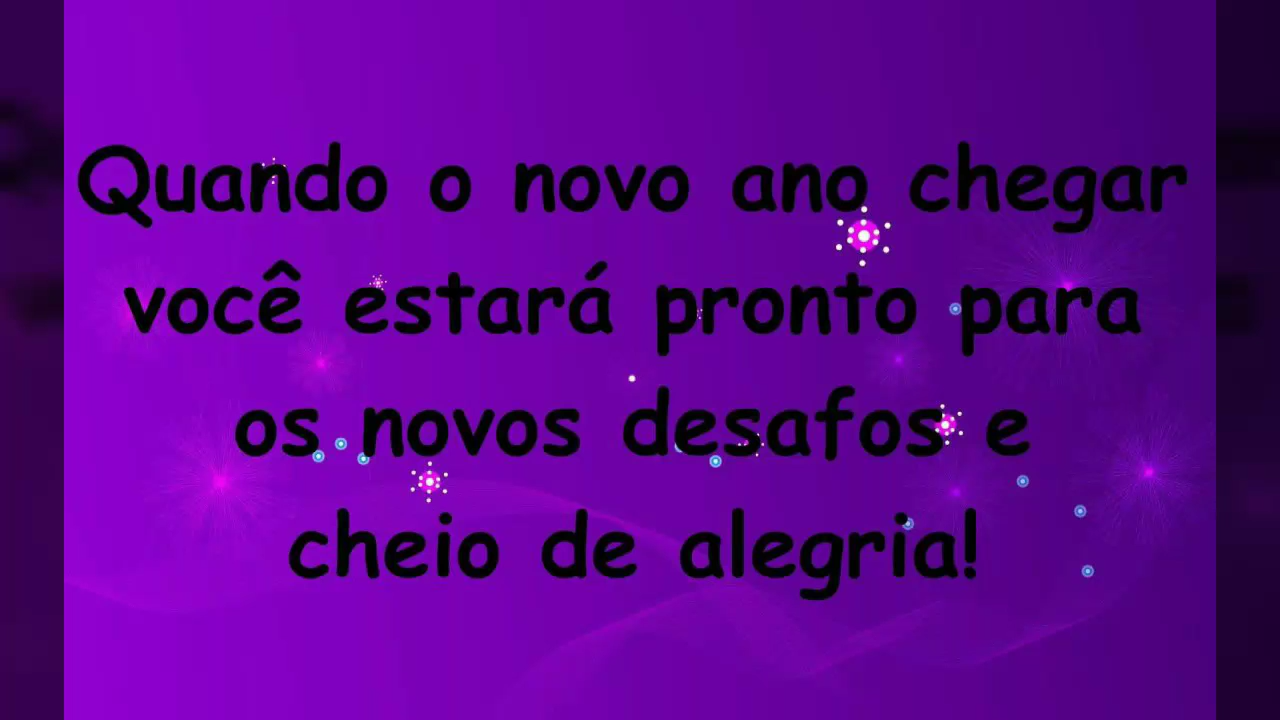 Quando o novo ano chegar
você estará pronto para
os novos desafos e
cheio de alegria!